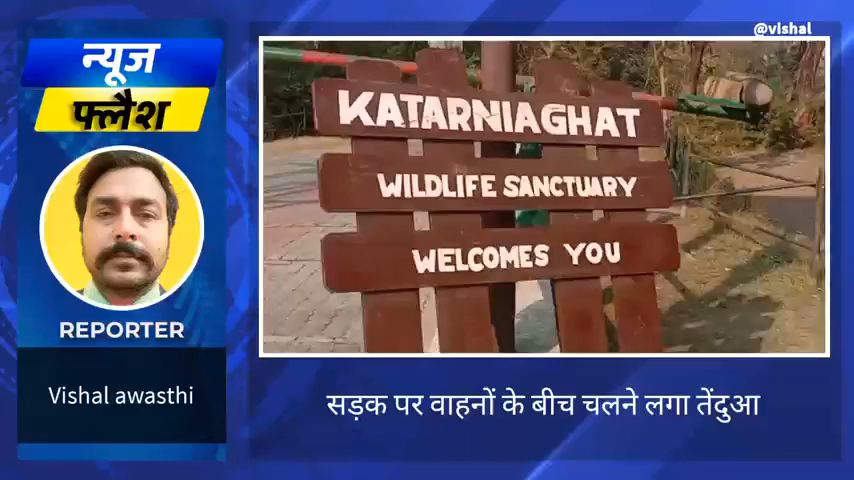 @vishal
न्यूज
फ्लैश
KATARNIAGHAT
WILDLIFE SANCTUARY
WELCOMES YOU
REPORTER
Vishal awasthi
सड़क पर वाहनों के बीच चलने लगा तेंदुआ